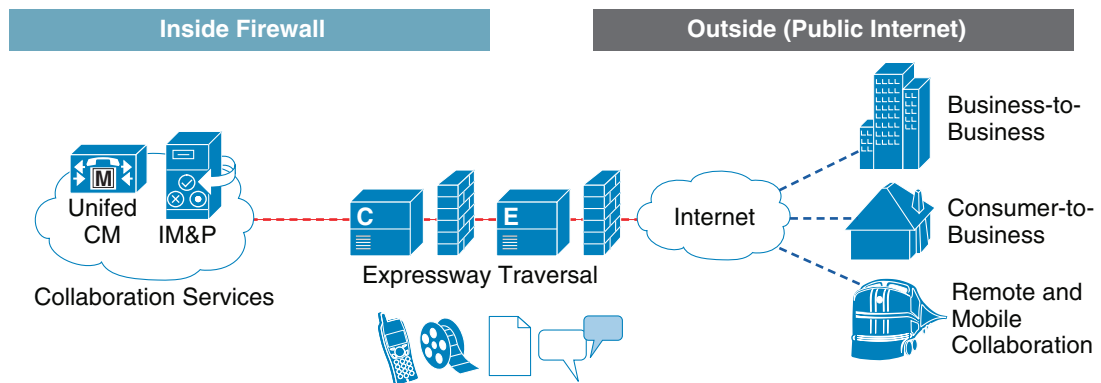 Inside Firewall
Outside (Public Internet)
Business-to-
Business
M
Unifed
CM
IM&P
C
E
Internet
Consumer-to-
Business
Expressway Traversal
Collaboration Services
Remote and
Mobile
Collaboration